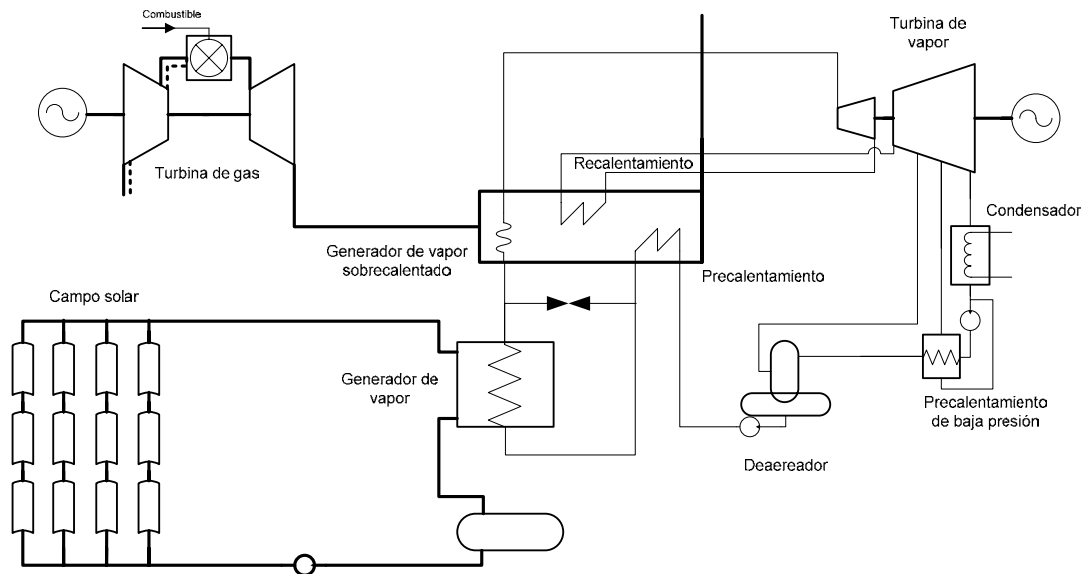 Combustible
Turbina de
vapor
Turbina de gas
Recalentamiento
Condensador
Generador de vapor
sobrecalentado
Precalentamiento
Campo solar
Generador de
vapor
Precalentamiento
de baja presión
Deaereador